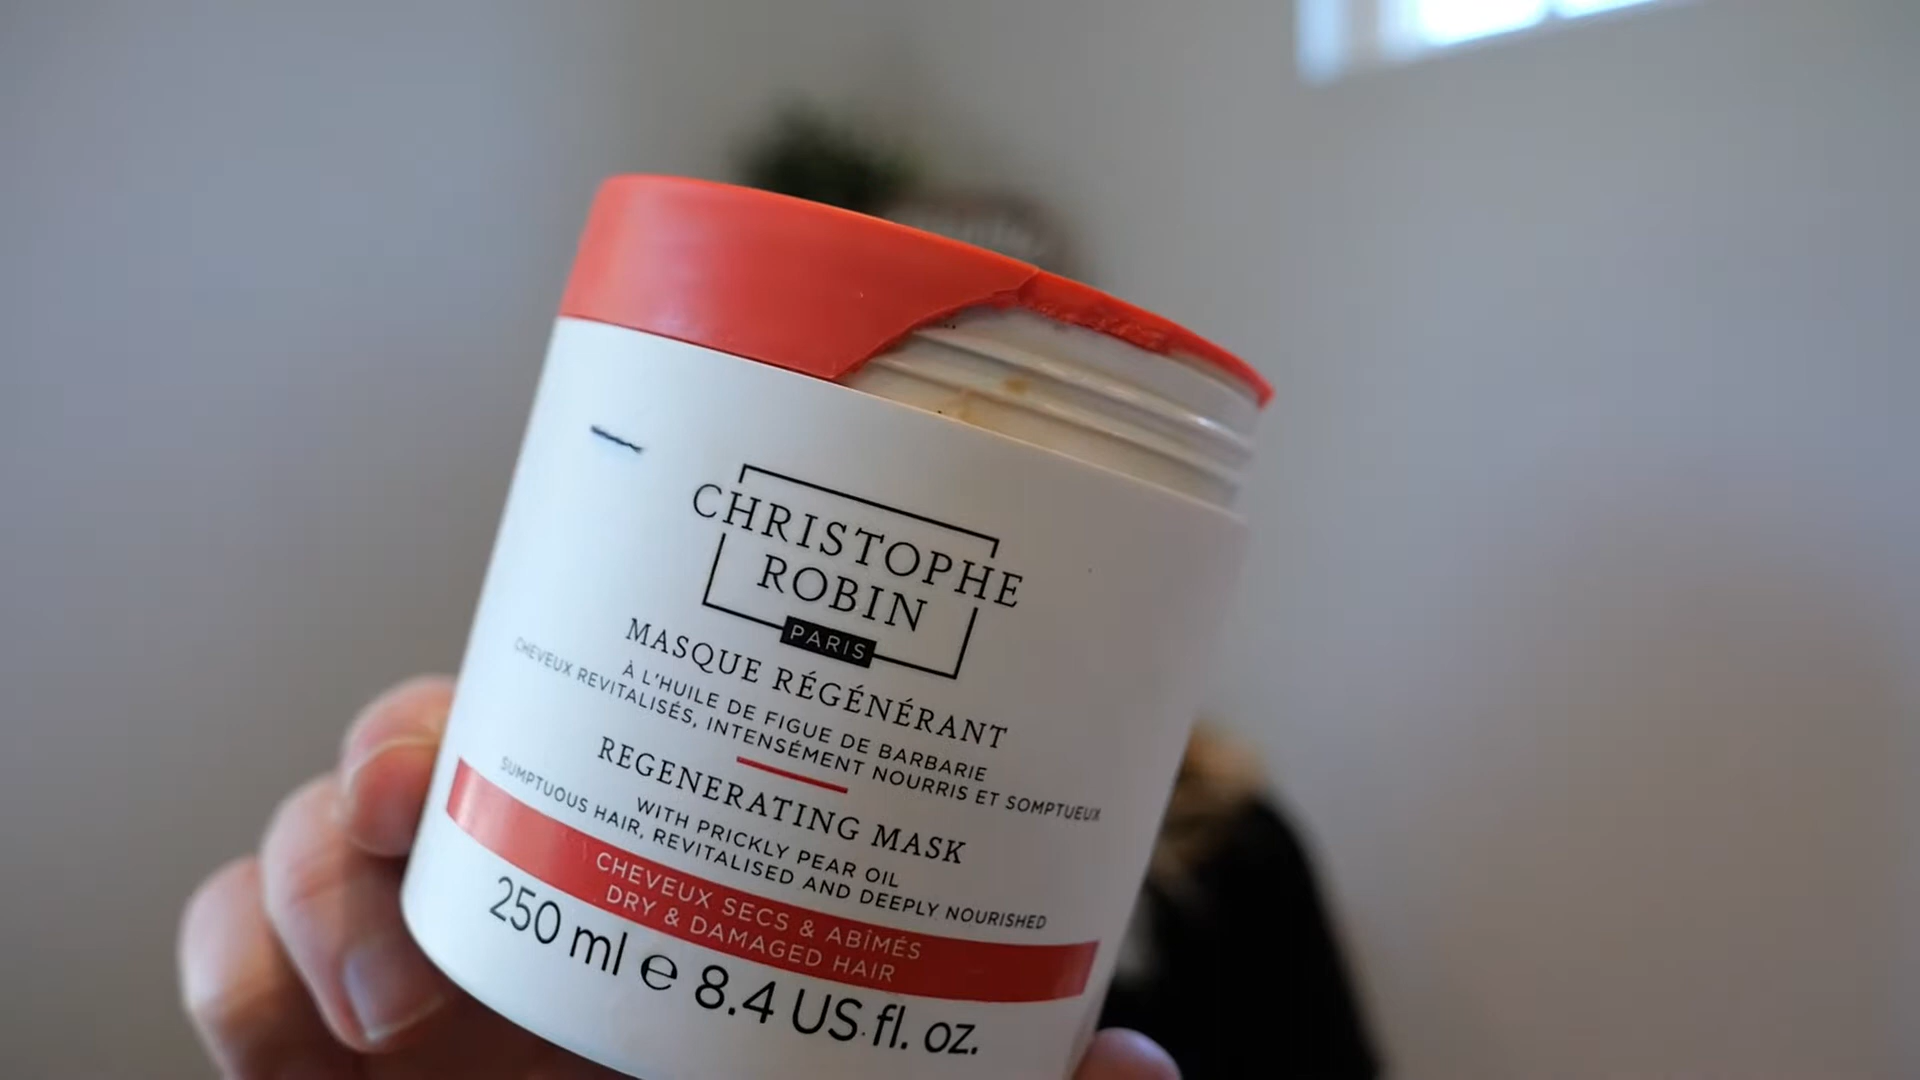 CHRISTOPHE
ROBIN
PARIS
MASQUE RÉGÉNÉRANT
À L'HUILE DE FIGUE DE BARBARIE
CHEVEUX REVITALISÉS, INTENSÉMENT NOURRIS ET SOMPTUEUX
REGENERATING MASK
WITH PRICKLY PEAR OIL
SUMPTUOUS HAIR, REVITALISED AND DEEPLY NOURISHED
CHEVEUX SECS & ABÎMÉS
DRY & DAMAGED HAIR
250 ml ℮ 8.4 US fl. oz.